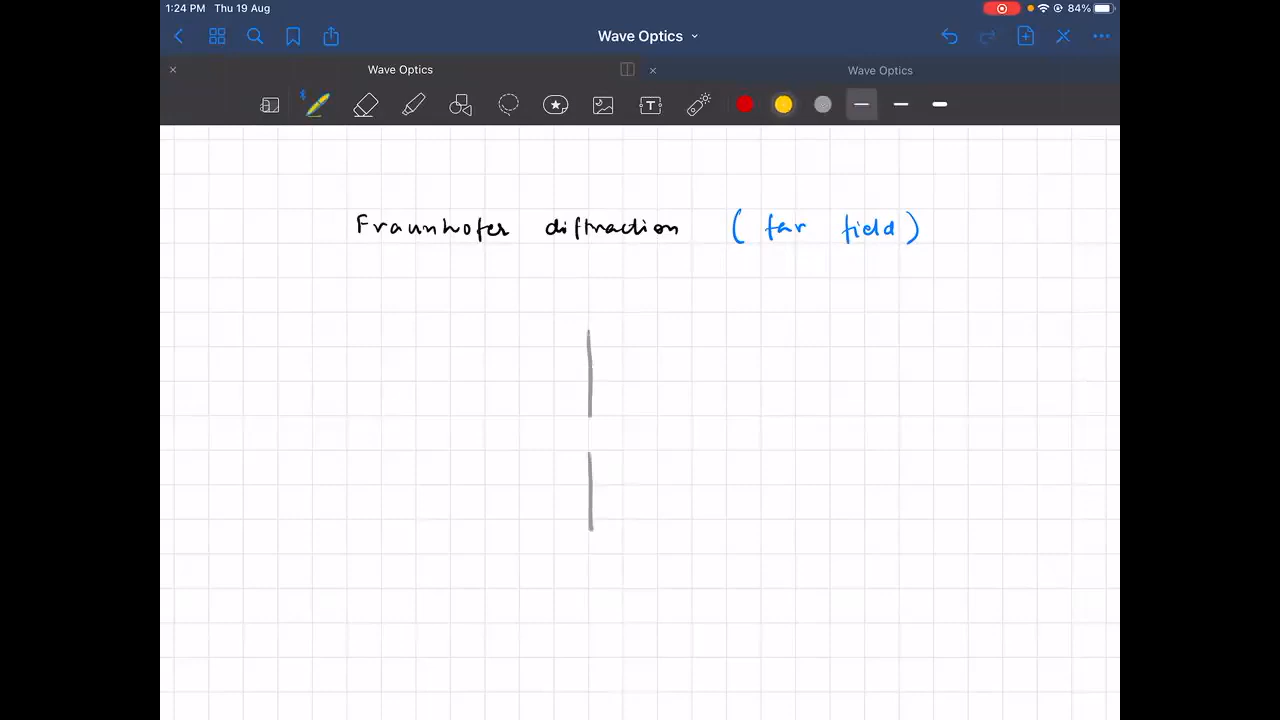 1:24 PM Thu 19 Aug 84%
Wave Optics
Wave Optics Wave Optics
T
Fraunhofer diffraction (far field)